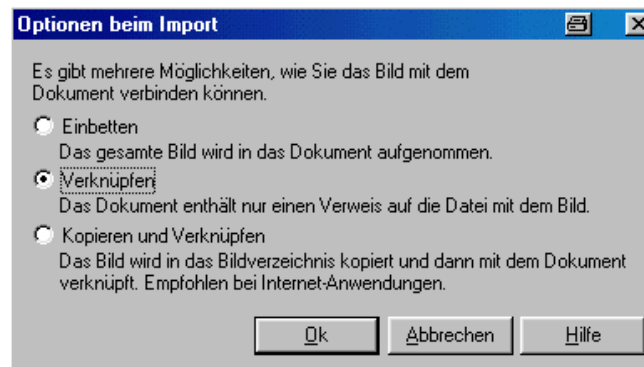 Optionen beim Import
Es gibt mehrere Möglichkeiten, wie Sie das Bild mit dem
Dokument verbinden können.
Einbetten
Das gesamte Bild wird in das Dokument aufgenommen.
Verknüpfen
Das Dokument enthält nur einen Verweis auf die Datei mit dem Bild.
Kopieren und Verknüpfen
Das Bild wird in das Bildverzeichnis kopiert und dann mit dem Dokument
verknüpft. Empfohlen bei Internet-Anwendungen.
Ok Abbrechen Hilfe